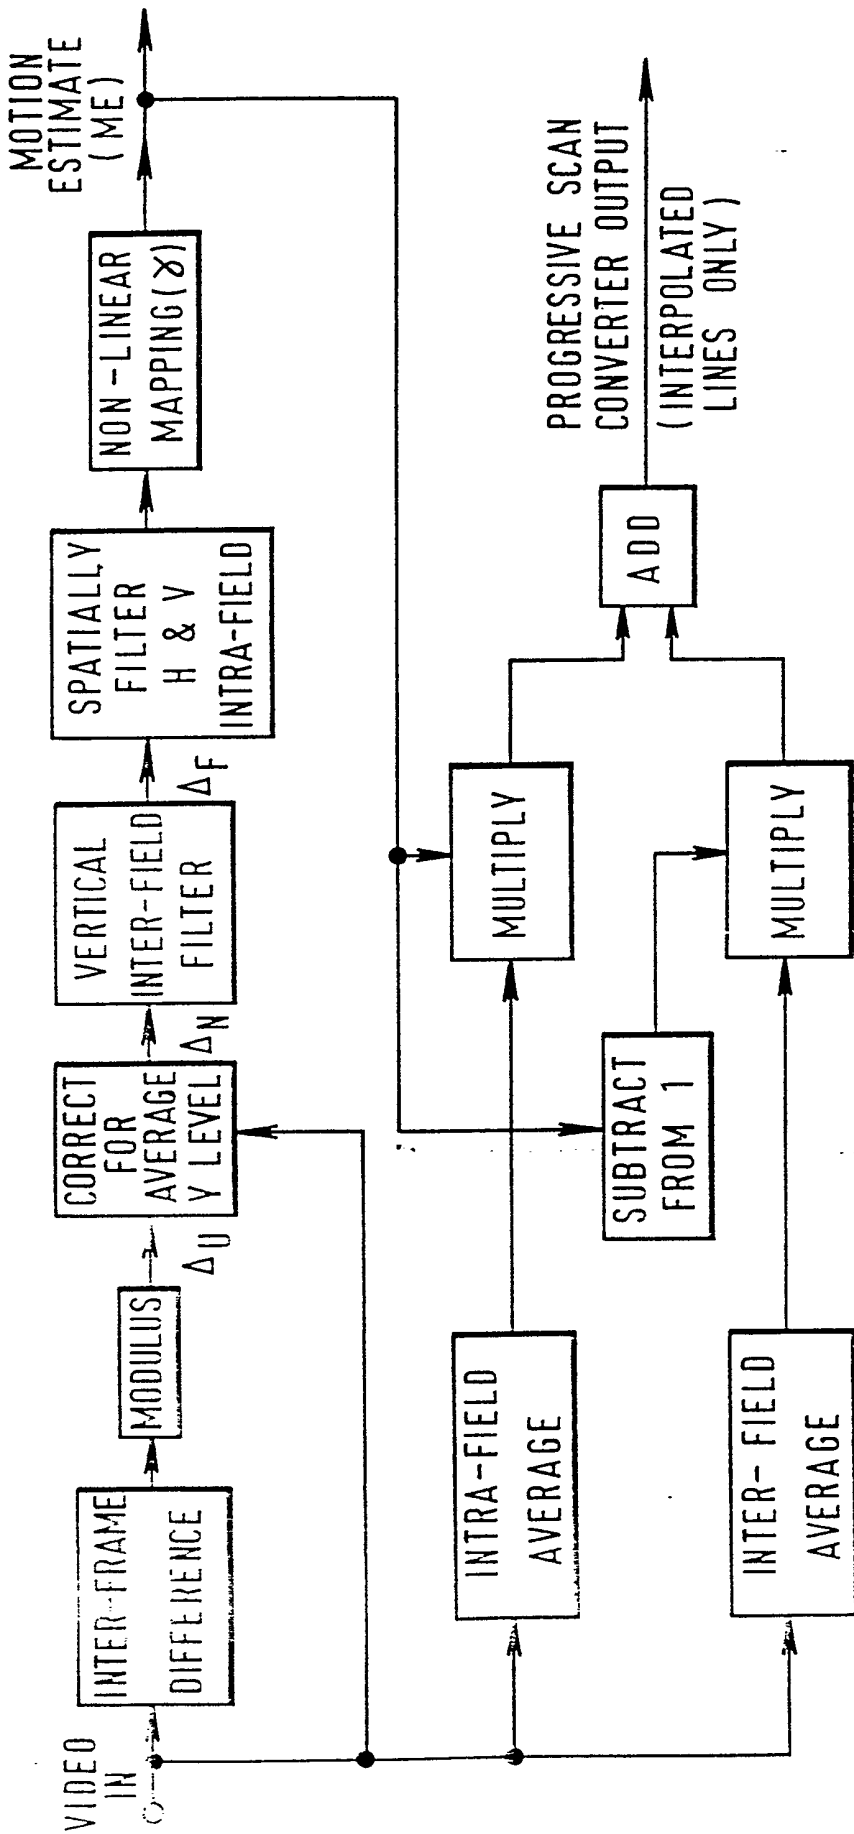 VIDEO
IN
INTER-FRAME
DIFFERENCE
MODULUS
ΔU
CORRECT
FOR
AVERAGE
Y LEVEL
ΔN
VERTICAL
INTER-FIELD
FILTER
ΔF
SPATIALLY
FILTER
H & V
INTRA-FIELD
NON-LINEAR
MAPPING(γ)
MOTION
ESTIMATE
(ME)
INTRA-FIELD
AVERAGE
SUBTRACT
FROM 1
MULTIPLY
INTER-FIELD
AVERAGE
MULTIPLY
ADD
PROGRESSIVE SCAN
CONVERTER OUTPUT
(INTERPOLATED
LINES ONLY)